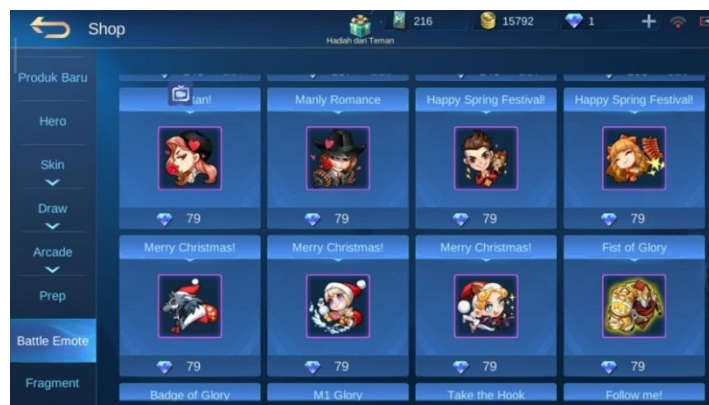 Shop
Hadiah dari Teman
216
15792
1
Produk Baru
Hero
Skin
Draw
Arcade
Prep
Battle Emote
Fragment
Manly Romance
Happy Spring Festival!
Happy Spring Festival!
79
79
79
79
Merry Christmas!
Merry Christmas!
Merry Christmas!
Fist of Glory
79
79
79
79
Badge of Glory
M1 Glory
Take the Hook
Follow me!